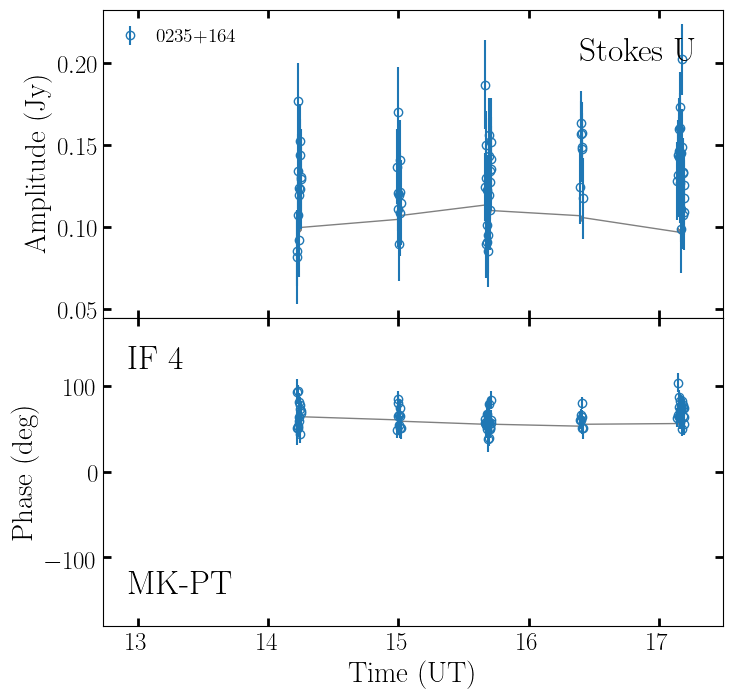 0235+164
Stokes U
Amplitude (Jy)
0.20
0.15
0.10
0.05
IF 4
MK-PT
Phase (deg)
100
0
−100
13 14 15 16 17
Time (UT)